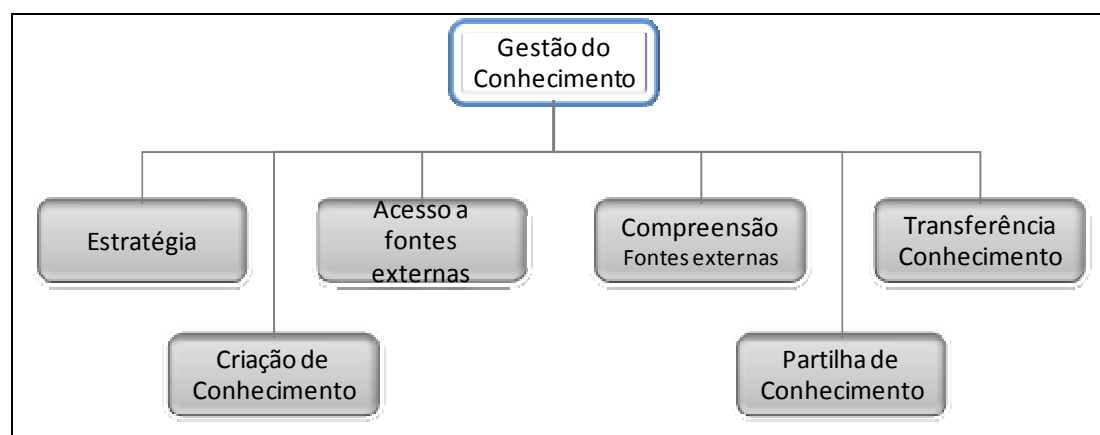 Gestão do
Conhecimento
Estratégia
Acesso a
fontes
externas
Compreensão
Fontes externas
Transferência
Conhecimento
Criação de
Conhecimento
Partilha de
Conhecimento